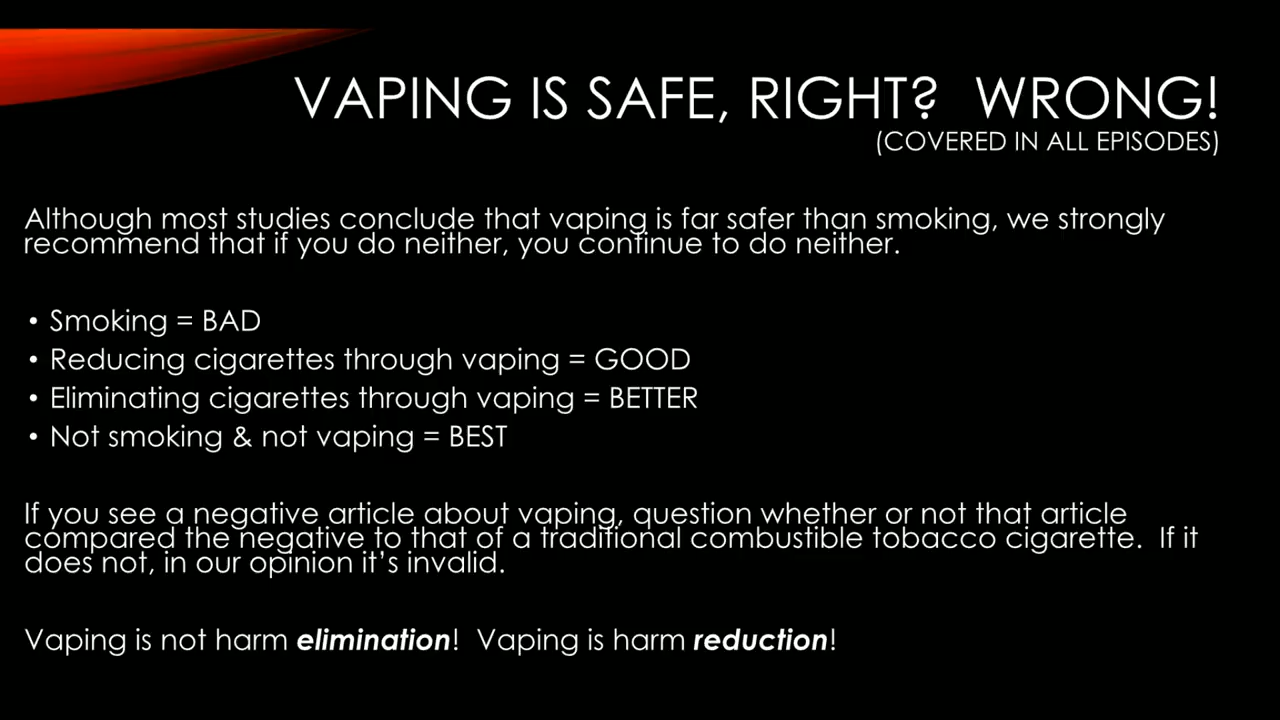 VAPING IS SAFE, RIGHT?  WRONG!
(COVERED IN ALL EPISODES)
Although most studies conclude that vaping is far safer than smoking, we strongly
recommend that if you do neither, you continue to do neither.
• Smoking = BAD
• Reducing cigarettes through vaping = GOOD
• Eliminating cigarettes through vaping = BETTER
• Not smoking & not vaping = BEST
If you see a negative article about vaping, question whether or not that article
compared the negative to that of a traditional combustible tobacco cigarette.  If it
does not, in our opinion it’s invalid.
Vaping is not harm elimination!  Vaping is harm reduction!